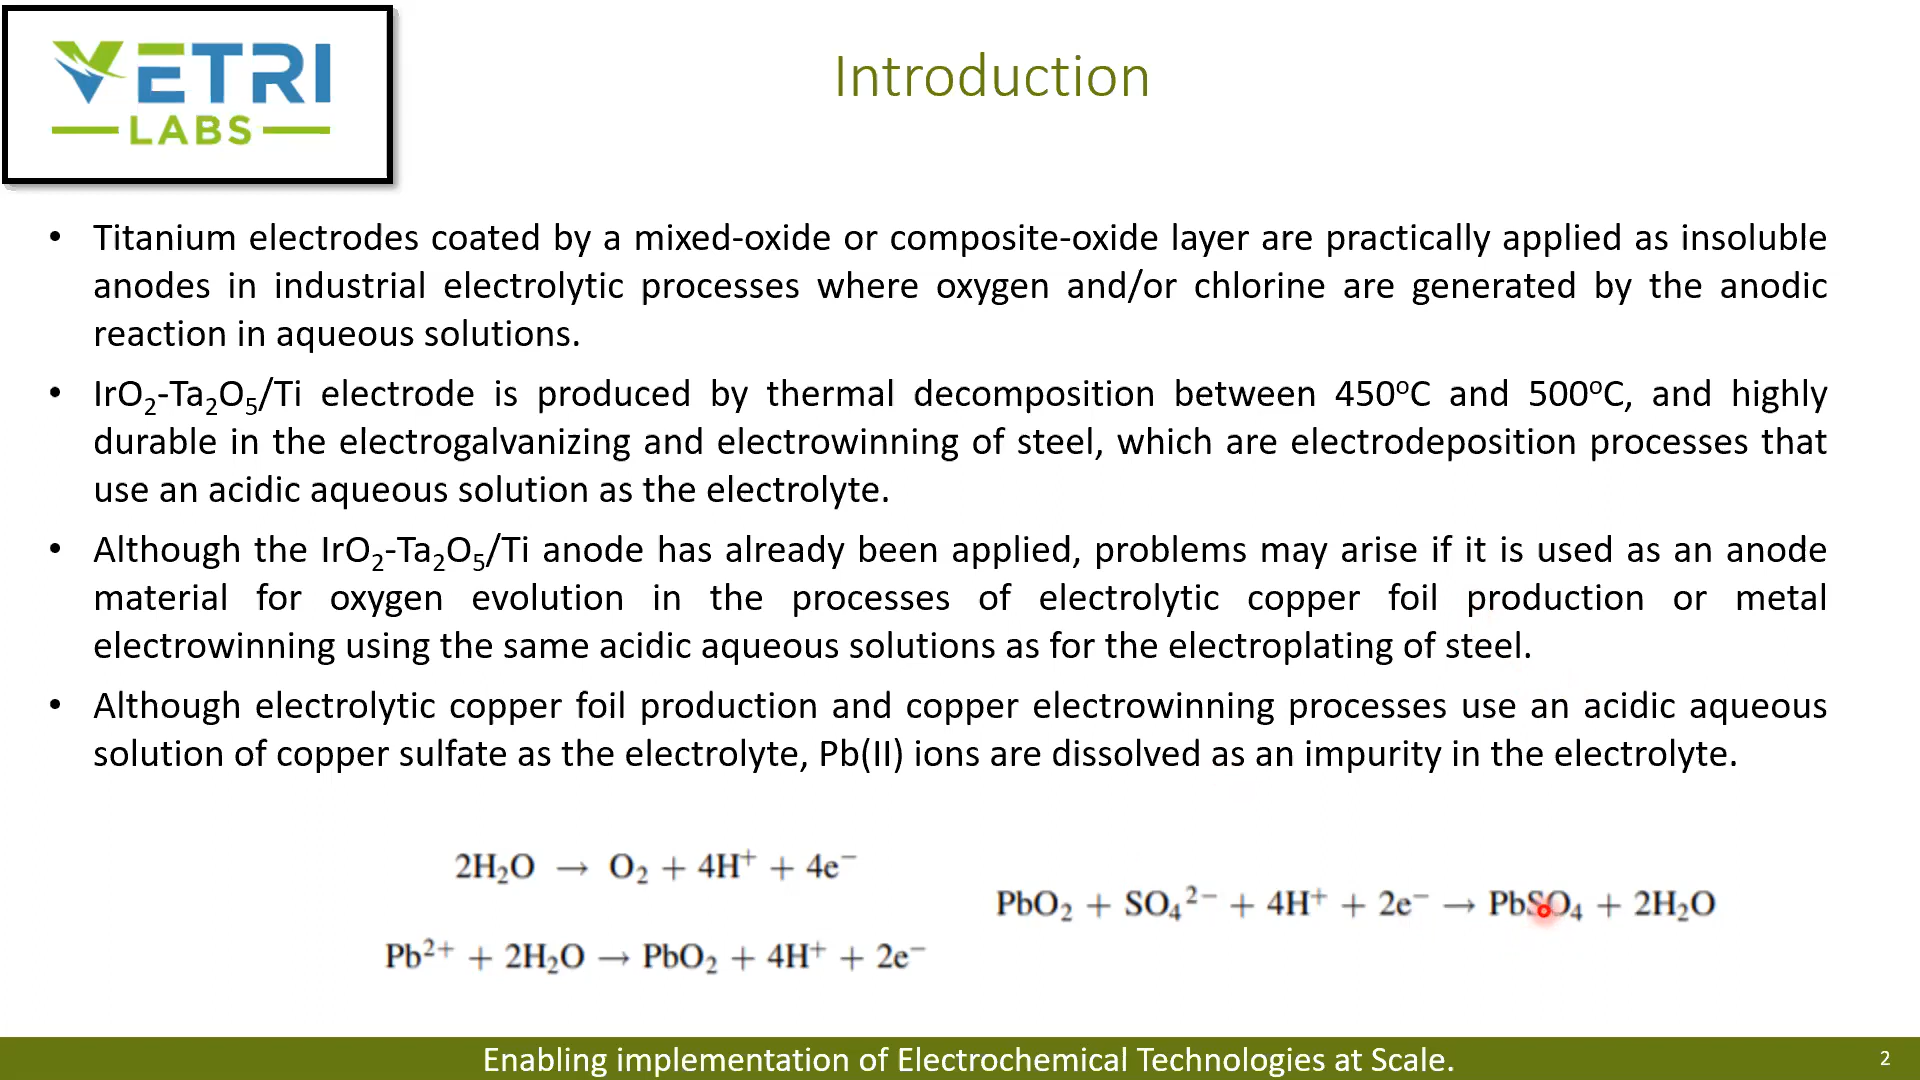 VETRI
LABS
Introduction
• Titanium electrodes coated by a mixed-oxide or composite-oxide layer are practically applied as insoluble
anodes in industrial electrolytic processes where oxygen and/or chlorine are generated by the anodic
reaction in aqueous solutions.
• IrO₂-Ta₂O₅/Ti electrode is produced by thermal decomposition between 450ºC and 500ºC, and highly
durable in the electrogalvanizing and electrowinning of steel, which are electrodeposition processes that
use an acidic aqueous solution as the electrolyte.
• Although the IrO₂-Ta₂O₅/Ti anode has already been applied, problems may arise if it is used as an anode
material for oxygen evolution in the processes of electrolytic copper foil production or metal
electrowinning using the same acidic aqueous solutions as for the electroplating of steel.
• Although electrolytic copper foil production and copper electrowinning processes use an acidic aqueous
solution of copper sulfate as the electrolyte, Pb(II) ions are dissolved as an impurity in the electrolyte.
2H₂O → O₂ + 4H⁺ + 4e⁻
Pb²⁺ + 2H₂O → PbO₂ + 4H⁺ + 2e⁻
PbO₂ + SO₄²⁻ + 4H⁺ + 2e⁻ → PbSO₄ + 2H₂O
Enabling implementation of Electrochemical Technologies at Scale.
2